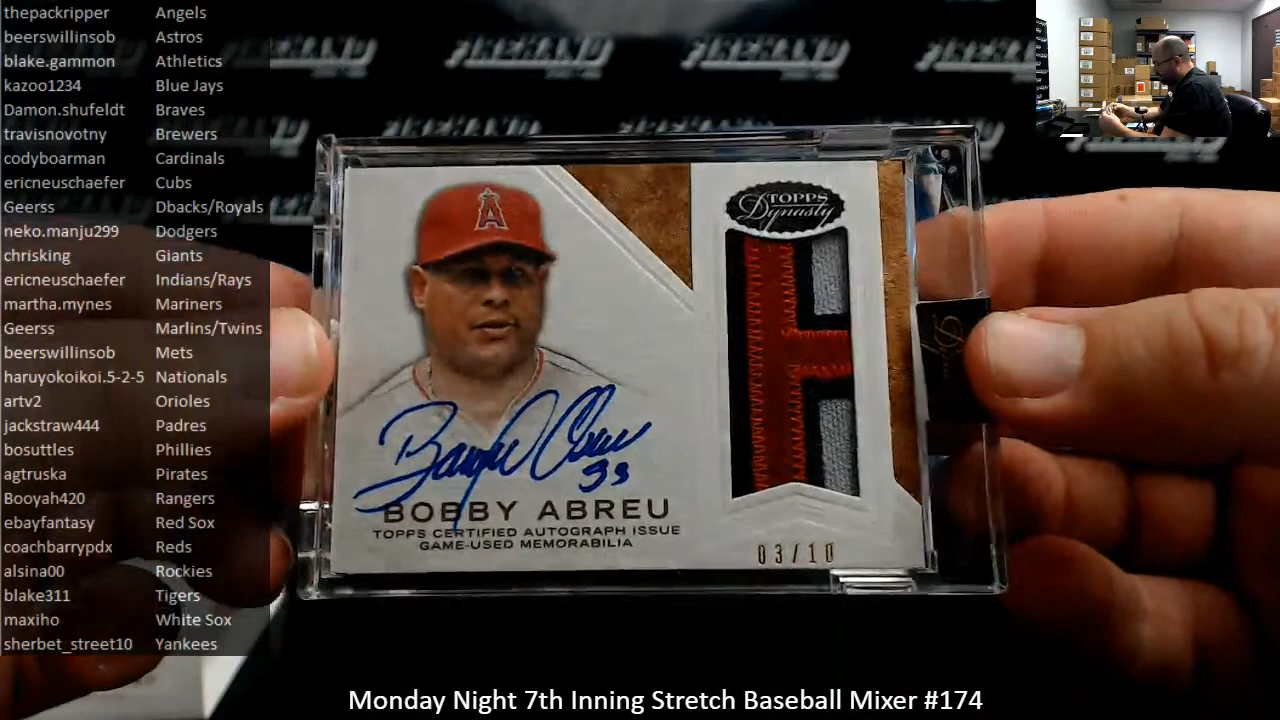 thepackripper Angels
beerswillinsob Astros
blake.gammon Athletics
kazoo1234 Blue Jays
Damon.shufeldt Braves
travisnovotny Brewers
codyboarman Cardinals
ericneuschaefer Cubs
Geerss Dbacks/Royals
neko.manju299 Dodgers
chrisking Giants
ericneuschaefer Indians/Rays
martha.mynes Mariners
Geerss Marlins/Twins
beerswillinsob Mets
haruyokoikoi.5-2-5 Nationals
artv2 Orioles
jackstraw444 Padres
bosuttles Phillies
agtruska Pirates
Booyah420 Rangers
ebayfantasy Red Sox
coachbarrypdx Reds
alsina00 Rockies
blake311 Tigers
maxiho White Sox
sherbet_street10 Yankees
FIREHAND
A
TOPPS
Dynasty
53
BOBBY ABREU
TOPPS CERTIFIED AUTOGRAPH ISSUE
GAME-USED MEMORABILIA
03/10
Monday Night 7th Inning Stretch Baseball Mixer #174